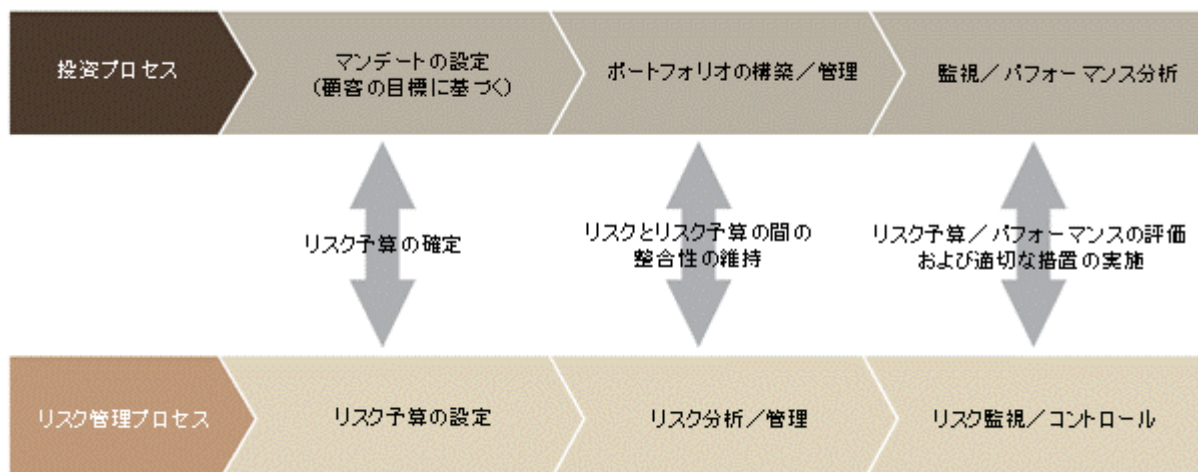 投資プロセス
マンデートの設定
(顧客の目標に基づく)
ポートフォリオの構築／管理
監視／パフォーマンス分析
リスク予算の確定
リスクとリスク予算の間の
整合性の維持
リスク予算／パフォーマンスの評価
および適切な措置の実施
リスク管理プロセス
リスク予算の設定
リスク分析／管理
リスク監視／コントロール